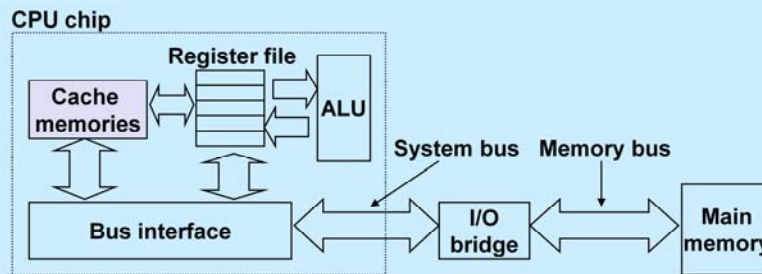 CPU chip
Register file
Cache
memories
ALU
System bus
Memory bus
Bus interface
I/O
bridge
Main
memory